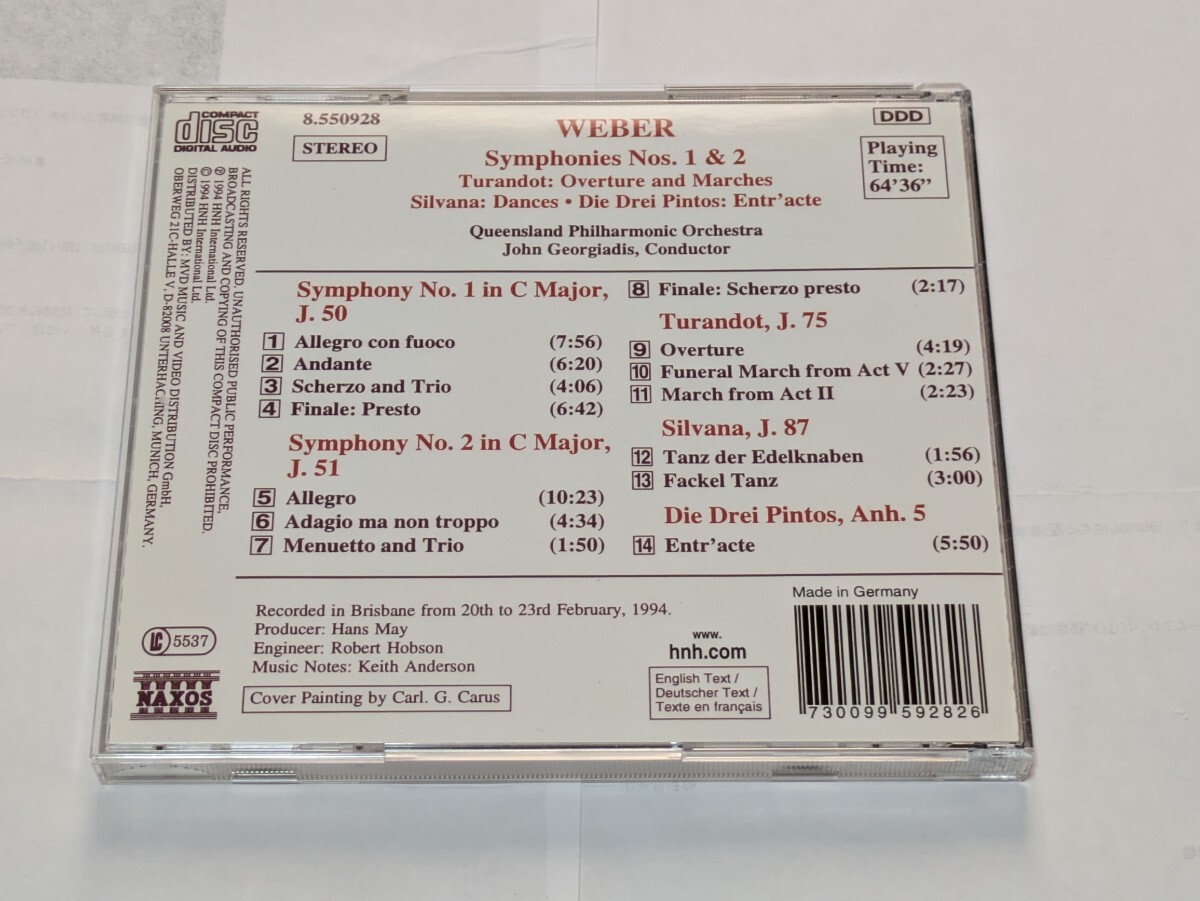 COMPACT
disc
DIGITAL AUDIO
8.550928
STEREO
WEBER
Symphonies Nos. 1 & 2
Turandot: Overture and Marches
Silvana: Dances • Die Drei Pintos: Entr'acte
Queensland Philharmonic Orchestra
John Georgiadis, Conductor
DDD
Playing
Time:
64'36"
ALL RIGHTS RESERVED. UNAUTHORISED PUBLIC PERFORMANCE,
BROADCASTING AND COPYING OF THIS COMPACT DISC PROHIBITED.
℗ 1994 HNH International Ltd.
© 1994 HNH International Ltd.
DISTRIBUTED BY: MVD MUSIC AND VIDEO DISTRIBUTION GmbH,
OBERWEG 21C-HALLE V, D-82008 UNTERHACHING, MUNICH, GERMANY.
Symphony No. 1 in C Major,
J. 50
1 Allegro con fuoco (7:56)
2 Andante (6:20)
3 Scherzo and Trio (4:06)
4 Finale: Presto (6:42)
Symphony No. 2 in C Major,
J. 51
5 Allegro (10:23)
6 Adagio ma non troppo (4:34)
7 Menuetto and Trio (1:50)
8 Finale: Scherzo presto (2:17)
Turandot, J. 75
9 Overture (4:19)
10 Funeral March from Act V (2:27)
11 March from Act II (2:23)
Silvana, J. 87
12 Tanz der Edelknaben (1:56)
13 Fackel Tanz (3:00)
Die Drei Pintos, Anh. 5
14 Entr'acte (5:50)
Recorded in Brisbane from 20th to 23rd February, 1994.
Producer: Hans May
Engineer: Robert Hobson
Music Notes: Keith Anderson
Cover Painting by Carl. G. Carus
LC 5537
NAXOS
www.
hnh.com
English Text /
Deutscher Text /
Texte en français
Made in Germany
730099 592826